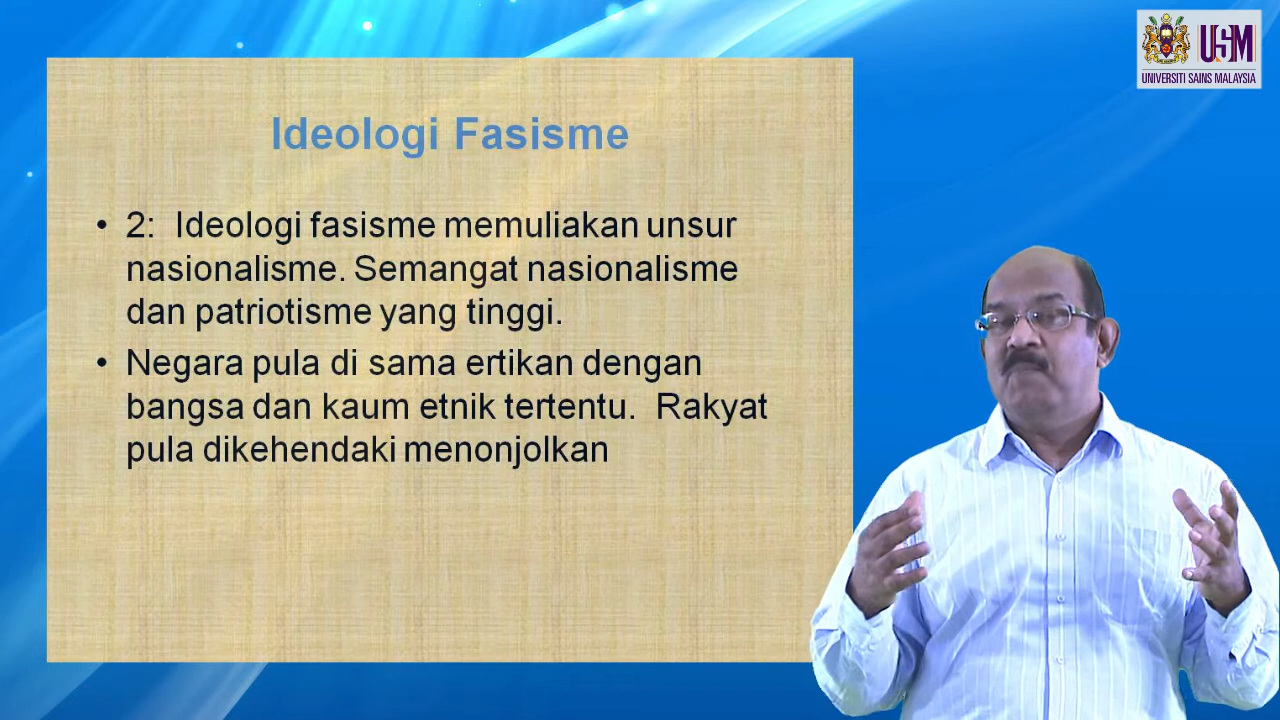 USM
UNIVERSITI SAINS MALAYSIA
Ideologi Fasisme
• 2:  Ideologi fasisme memuliakan unsur
nasionalisme. Semangat nasionalisme
dan patriotisme yang tinggi.
• Negara pula di sama ertikan dengan
bangsa dan kaum etnik tertentu.  Rakyat
pula dikehendaki menonjolkan